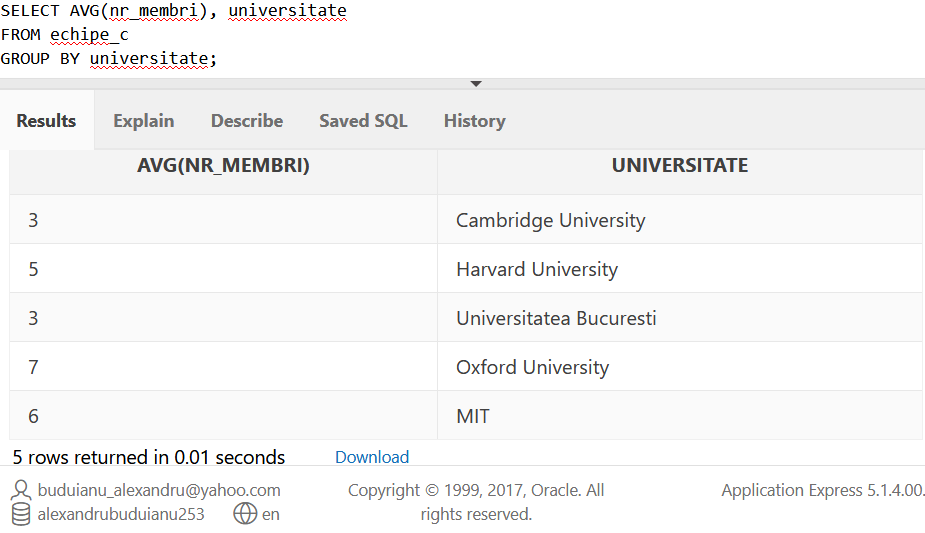 SELECT AVG(nr_membri), universitate
FROM echipe_c
GROUP BY universitate;
Results Explain Describe Saved SQL History
AVG(NR_MEMBRI) UNIVERSITATE
3 Cambridge University
5 Harvard University
3 Universitatea Bucuresti
7 Oxford University
6 MIT
5 rows returned in 0.01 seconds Download
buduianu_alexandru@yahoo.com Copyright © 1999, 2017, Oracle. All Application Express 5.1.4.00.
alexandrubuduianu253 en rights reserved.